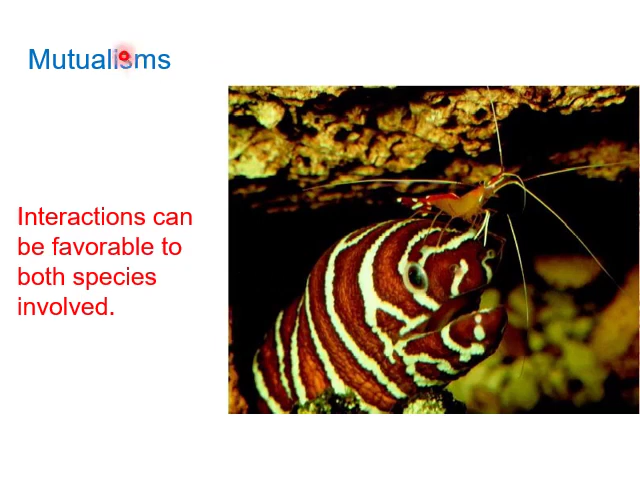 Mutualisms
Interactions can
be favorable to
both species
involved.